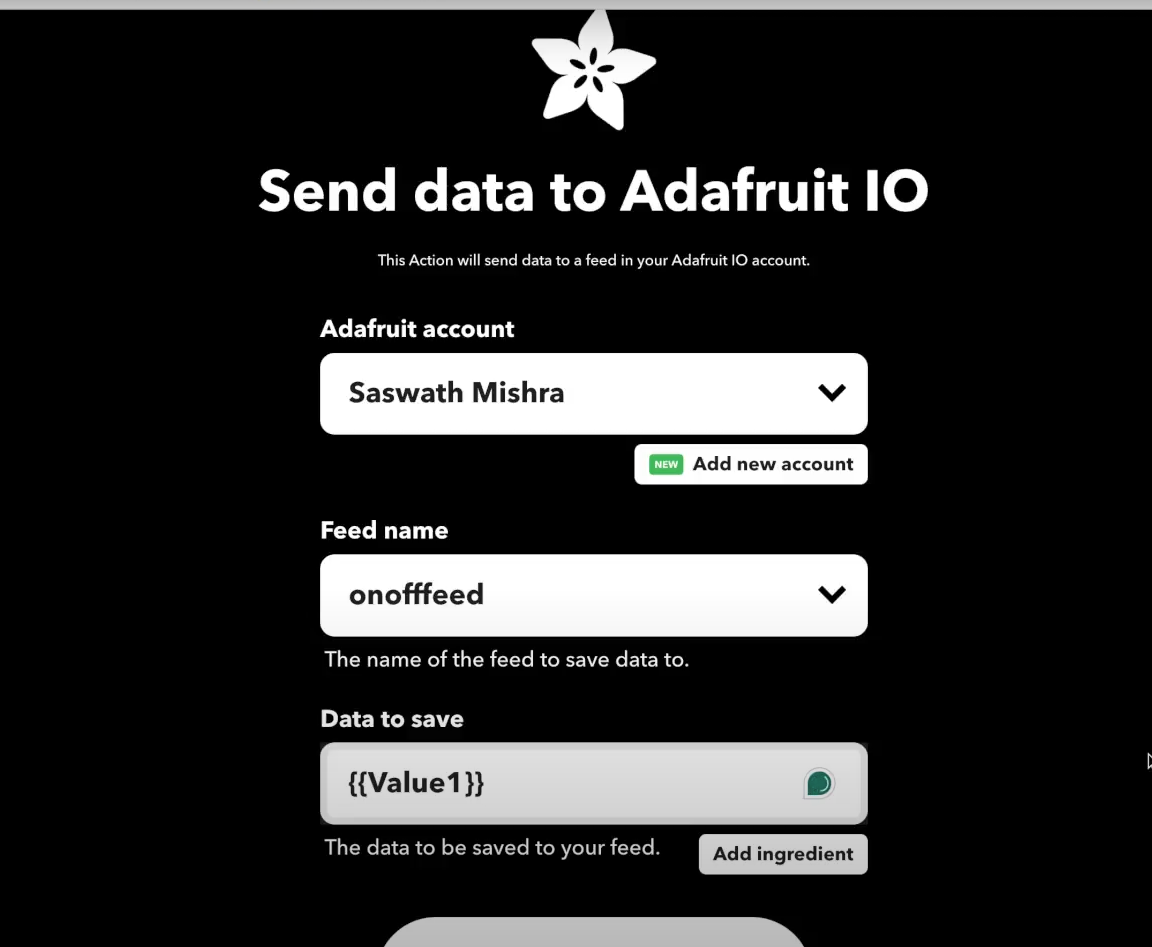 Send data to Adafruit IO
This Action will send data to a feed in your Adafruit IO account.
Adafruit account
Saswath Mishra
NEW Add new account
Feed name
onofffeed
The name of the feed to save data to.
Data to save
{{Value1}}
The data to be saved to your feed.
Add ingredient